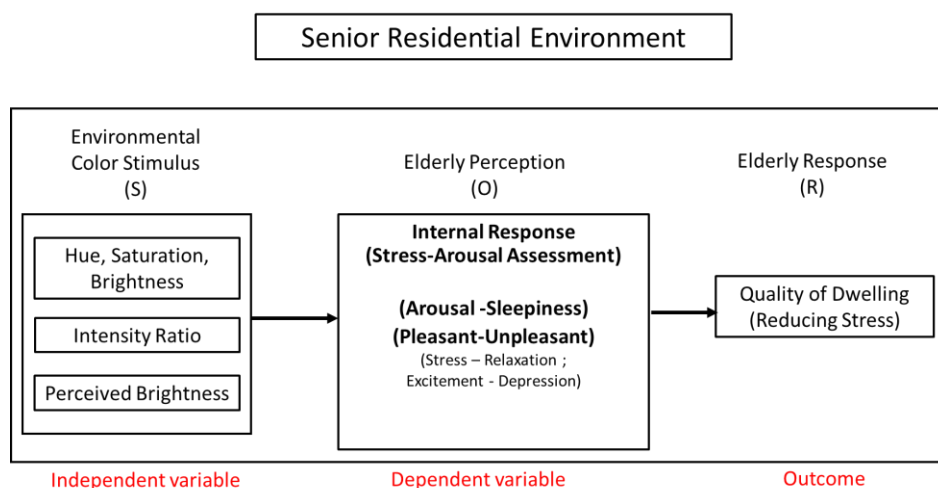 Senior Residential Environment
Environmental
Color Stimulus
(S)
Hue, Saturation,
Brightness
Intensity Ratio
Perceived Brightness
Elderly Perception
(O)
Internal Response
(Stress-Arousal Assessment)
(Arousal -Sleepiness)
(Pleasant-Unpleasant)
(Stress – Relaxation ;
Excitement - Depression)
Elderly Response
(R)
Quality of Dwelling
(Reducing Stress)
Independent variable
Dependent variable
Outcome